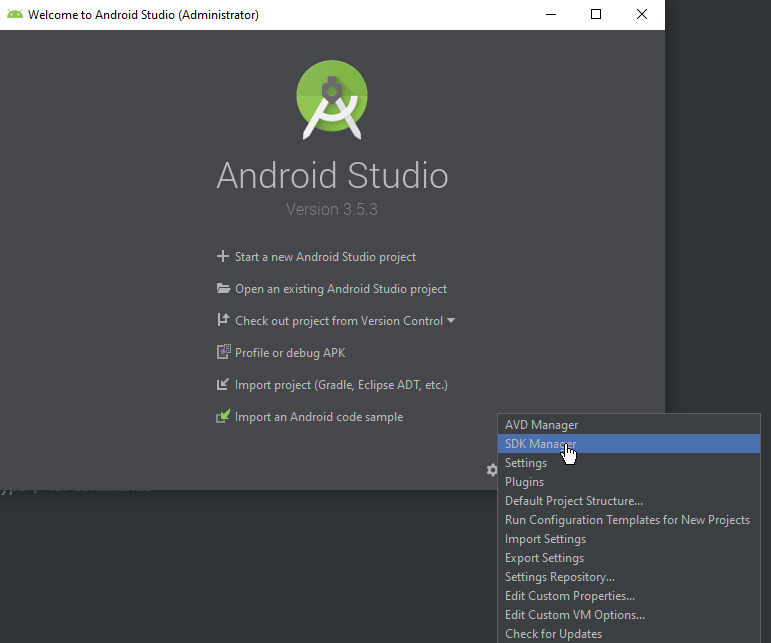 Welcome to Android Studio (Administrator)
Android Studio
Version 3.5.3
Start a new Android Studio project
Open an existing Android Studio project
Check out project from Version Control
Profile or debug APK
Import project (Gradle, Eclipse ADT, etc.)
Import an Android code sample
AVD Manager
SDK Manager
Settings
Plugins
Default Project Structure...
Run Configuration Templates for New Projects
Import Settings
Export Settings
Settings Repository...
Edit Custom Properties...
Edit Custom VM Options...
Check for Updates